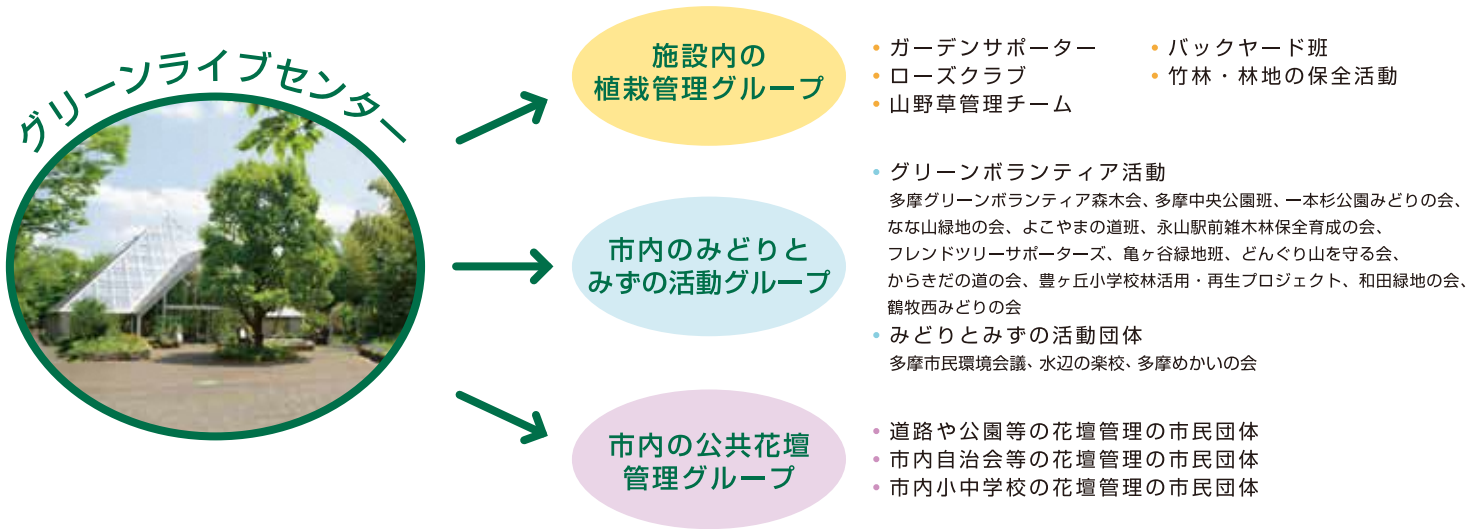 グリーンライブセンター
施設内の
植栽管理グループ
• ガーデンサポーター
• ローズクラブ
• 山野草管理チーム
• バックヤード班
• 竹林・林地の保全活動
市内のみどりと
みずの活動グループ
• グリーンボランティア活動
多摩グリーンボランティア森木会、多摩中央公園班、一本杉公園みどりの会、
なな山緑地の会、よこやまの道班、永山駅前雑木林保全育成の会、
フレンドツリーサポーターズ、亀ヶ谷緑地班、どんぐり山を守る会、
からきだの道の会、豊ヶ丘小学校林活用・再生プロジェクト、和田緑地の会、
鶴牧西みどりの会
• みどりとみずの活動団体
多摩市民環境会議、水辺の楽校、多摩めかいの会
市内の公共花壇
管理グループ
• 道路や公園等の花壇管理の市民団体
• 市内自治会等の花壇管理の市民団体
• 市内小中学校の花壇管理の市民団体